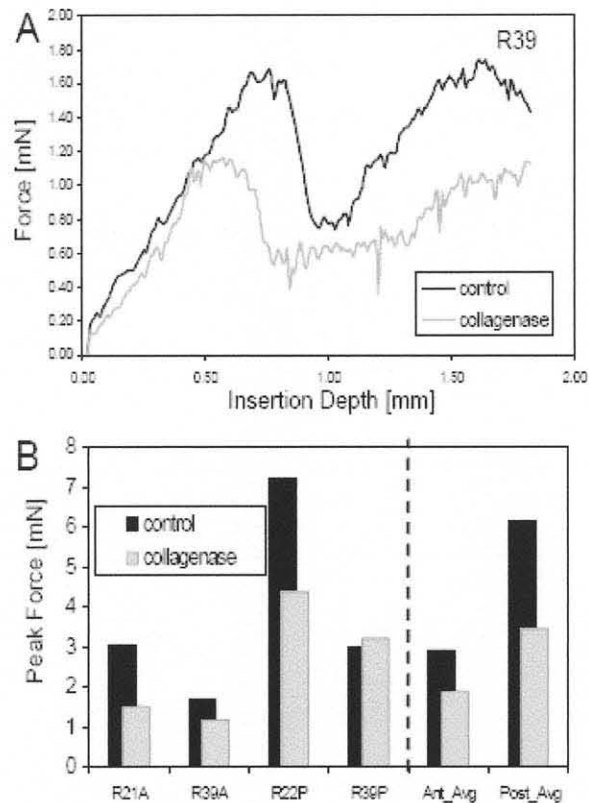 A
R39
2.00
1.80
1.60
1.40
1.20
1.00
0.80
0.60
0.40
0.20
0.00
Force [mN]
control
collagenase
0.00 0.50 1.00 1.50 2.00
Insertion Depth [mm]
B
8
7
6
5
4
3
2
1
0
Peak Force [mN]
control
collagenase
R21A R39A R22P R39P Ant_Avg Post_Avg